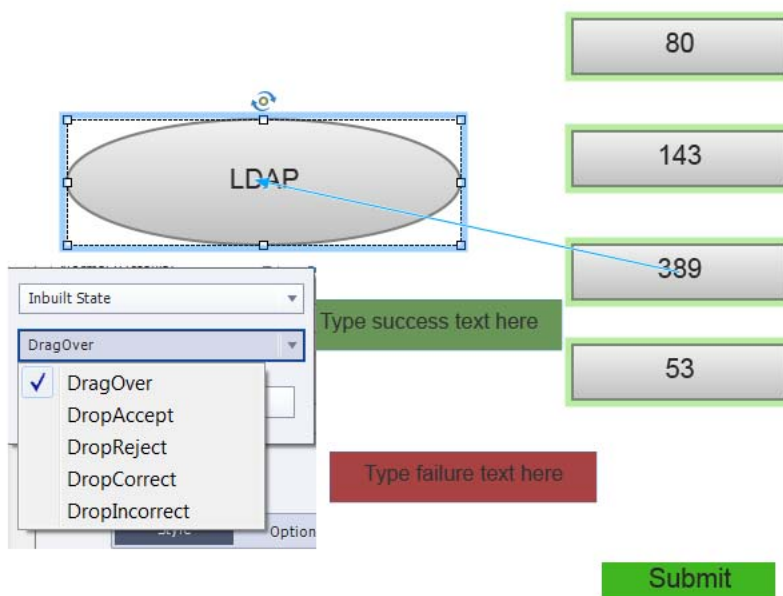 80
LDAP
143
389
Inbuilt State
Type success text here
DragOver
53
DragOver
DropAccept
DropReject
DropCorrect
DropIncorrect
Type failure text here
Style
Option
Submit